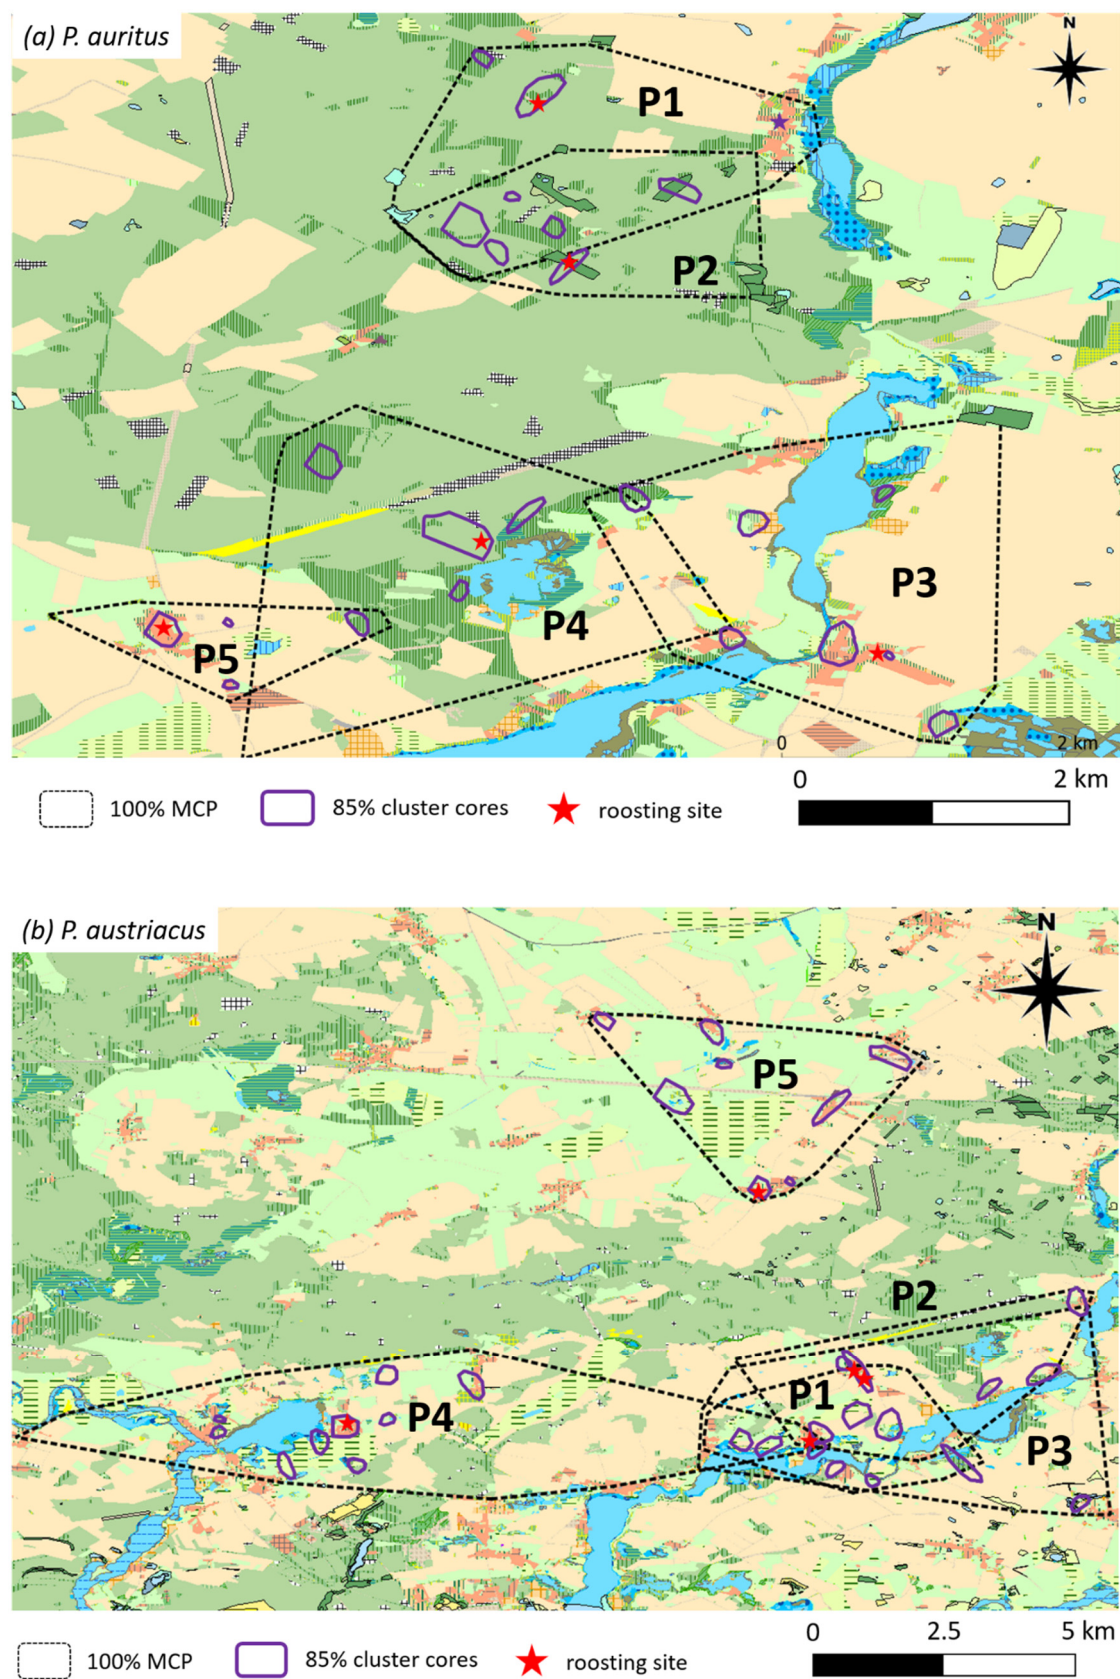 (a) P. auritus
N
P1
P2
P3
P4
P5
0 2 km
0 2 km
100% MCP 85% cluster cores roosting site
(b) P. austriacus
N
P5
P2
P1
P4
P3
0 2.5 5 km
100% MCP 85% cluster cores roosting site